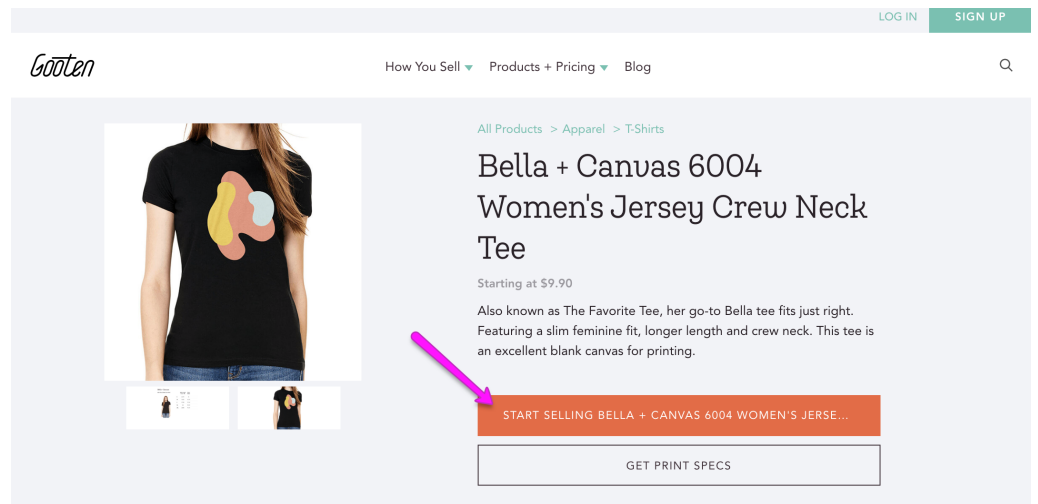 LOG IN
SIGN UP
Gooten
How You Sell
Products + Pricing
Blog
All Products > Apparel > T-Shirts
Bella + Canvas 6004
Women's Jersey Crew Neck
Tee
Starting at $9.90
Also known as The Favorite Tee, her go-to Bella tee fits just right.
Featuring a slim feminine fit, longer length and crew neck. This tee is
an excellent blank canvas for printing.
START SELLING BELLA + CANVAS 6004 WOMEN'S JERSE...
GET PRINT SPECS